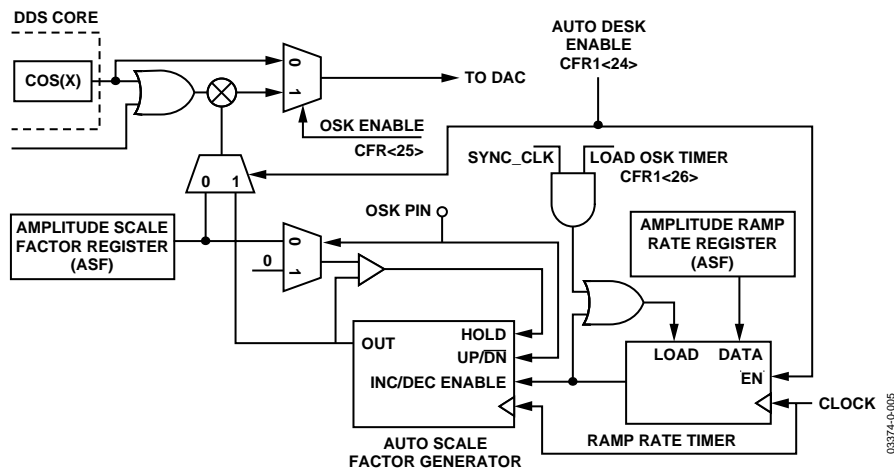 DDS CORE
COS(X)
0
1
TO DAC
OSK ENABLE
CFR<25>
AUTO DESK
ENABLE
CFR1<24>
0 1
SYNC_CLK
LOAD OSK TIMER
CFR1<26>
AMPLITUDE SCALE
FACTOR REGISTER
(ASF)
OSK PIN
0
0
1
AMPLITUDE RAMP
RATE REGISTER
(ASF)
OUT
HOLD
UP/DN
INC/DEC ENABLE
LOAD DATA
EN
CLOCK
RAMP RATE TIMER
AUTO SCALE
FACTOR GENERATOR
03374-0-005